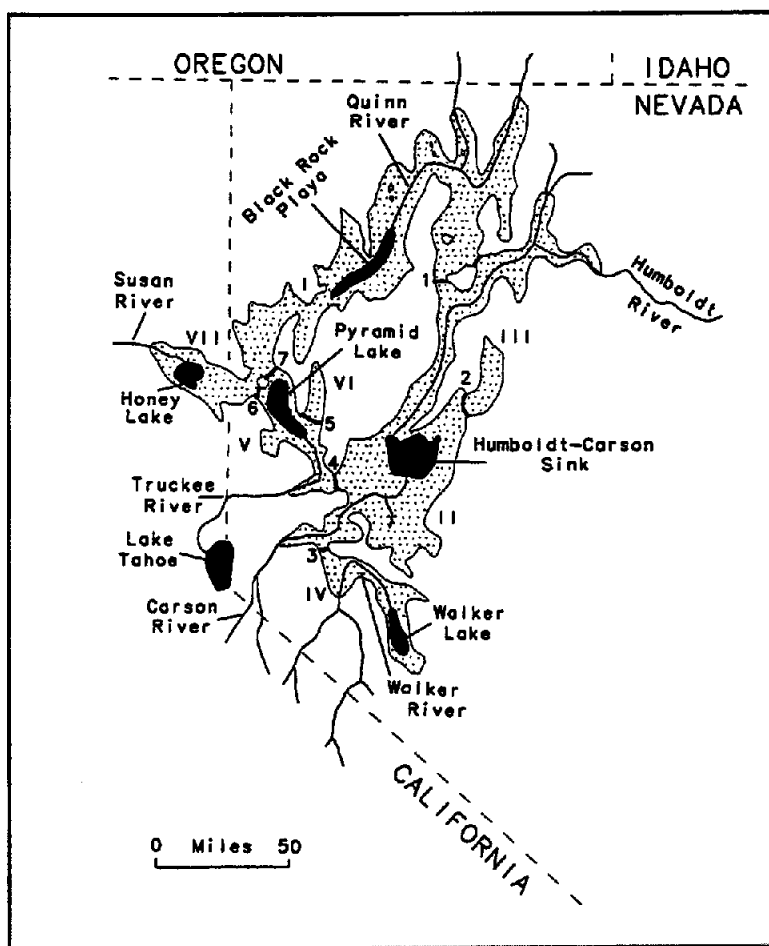 OREGON
IDAHO
NEVADA
Quinn
River
Black Rock
Playa
Susan
River
I
1
Humboldt
River
VII
Pyramid
Lake
III
7
VI
2
Honey
Lake
6
5
V
Humboldt-Carson
Sink
4
Truckee
River
II
Lake
Tahoe
3
IV
Carson
River
Walker
Lake
Walker
River
CALIFORNIA
0 Miles 50